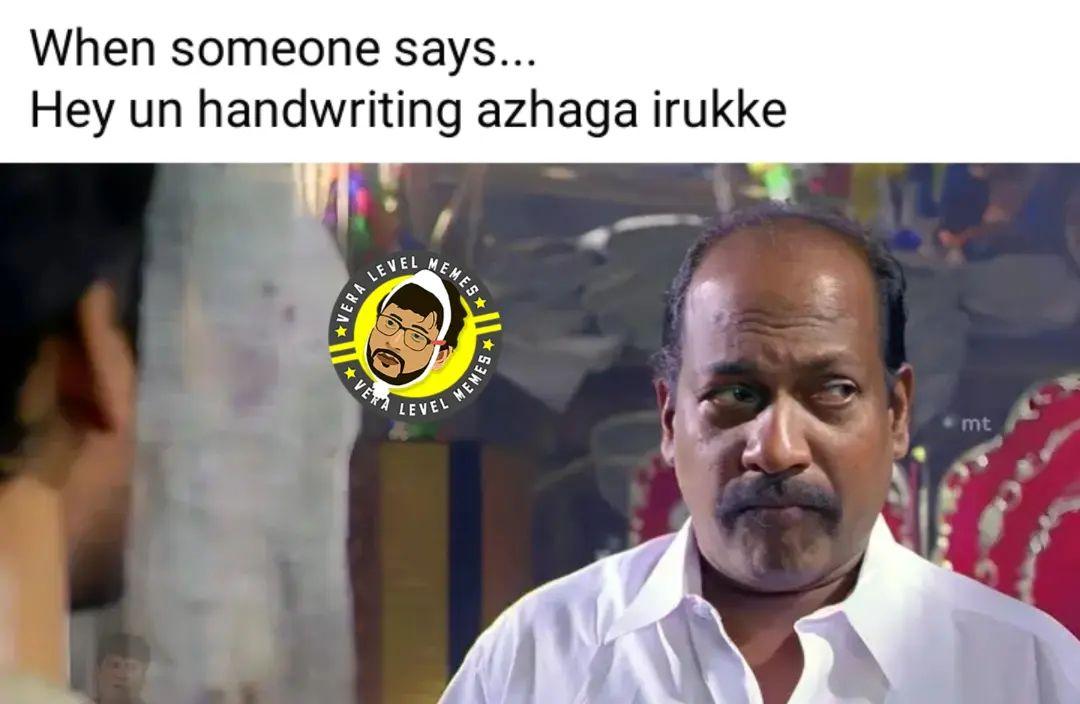 When someone says...
Hey un handwriting azhaga irukke
VERA LEVEL MEMES
VERA LEVEL MEMES
mt